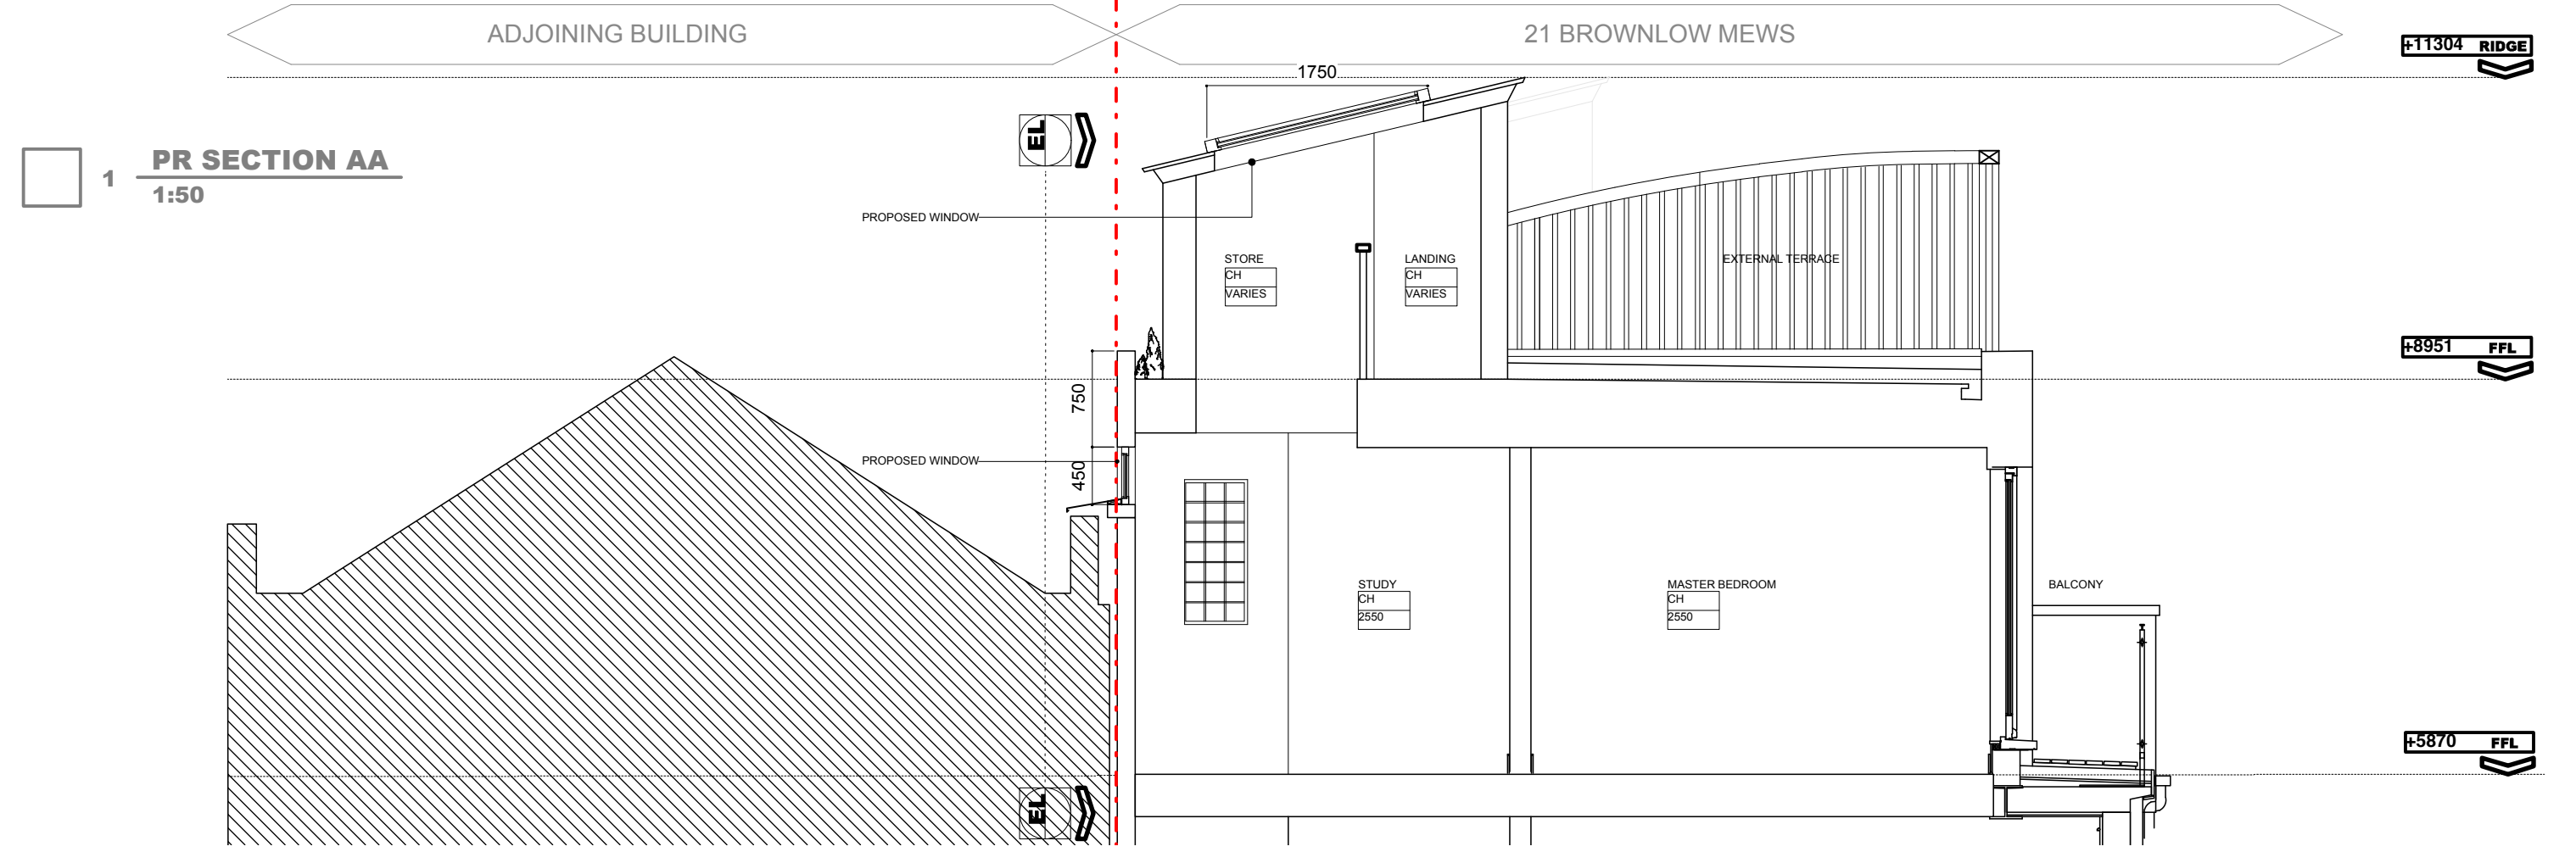 ADJOINING BUILDING
21 BROWNLOW MEWS
+11304 RIDGE
1750
EL
1 PR SECTION AA
1:50
PROPOSED WINDOW
STORE
CH
VARIES
LANDING
CH
VARIES
EXTERNAL TERRACE
+8951 FFL
750
PROPOSED WINDOW
450
STUDY
CH
2550
MASTER BEDROOM
CH
2550
BALCONY
+5870 FFL
EL